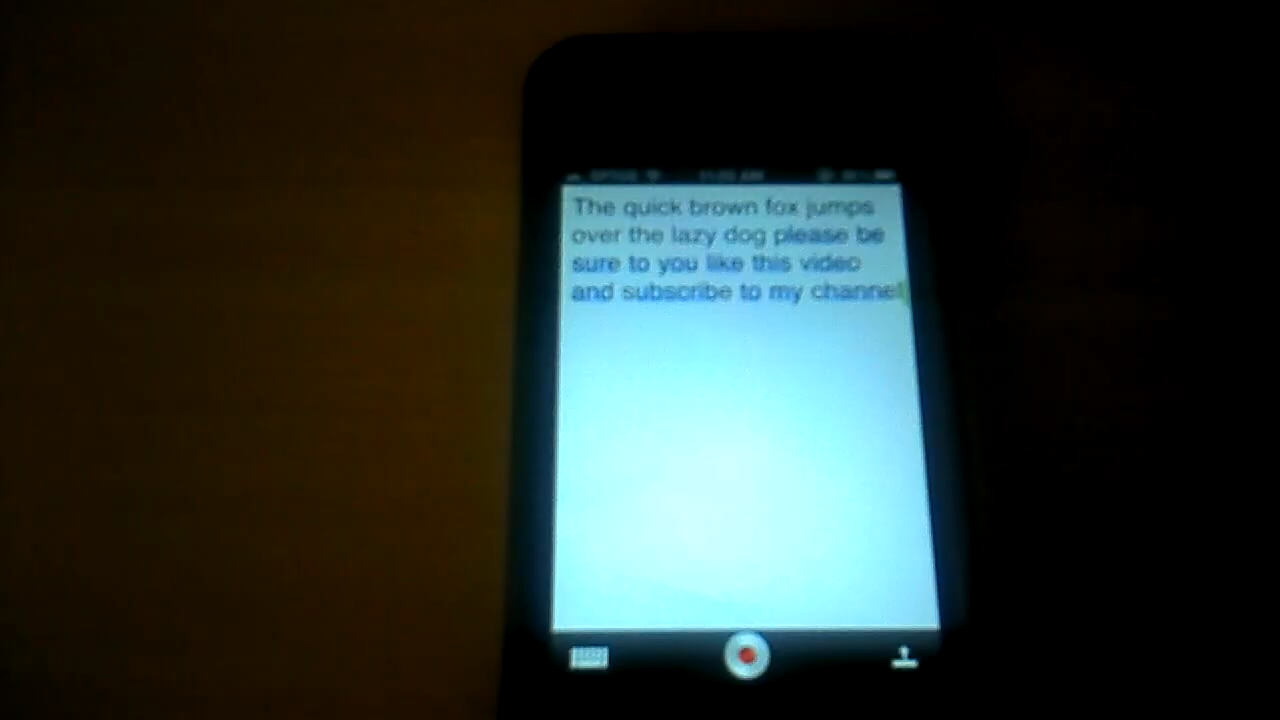 The quick brown fox jumps
over the lazy dog please be
sure to you like this video
and subscribe to my channel